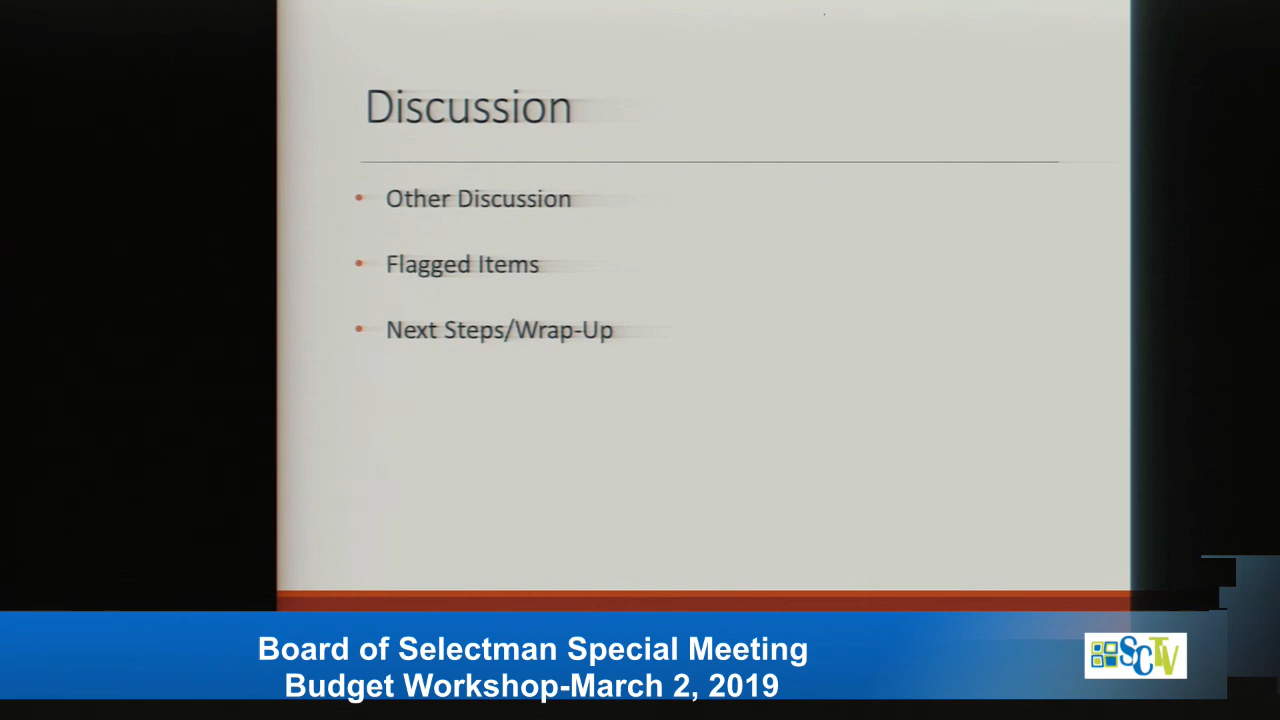 Discussion
• Other Discussion
• Flagged Items
• Next Steps/Wrap-Up
Board of Selectman Special Meeting
Budget Workshop-March 2, 2019
SCTV